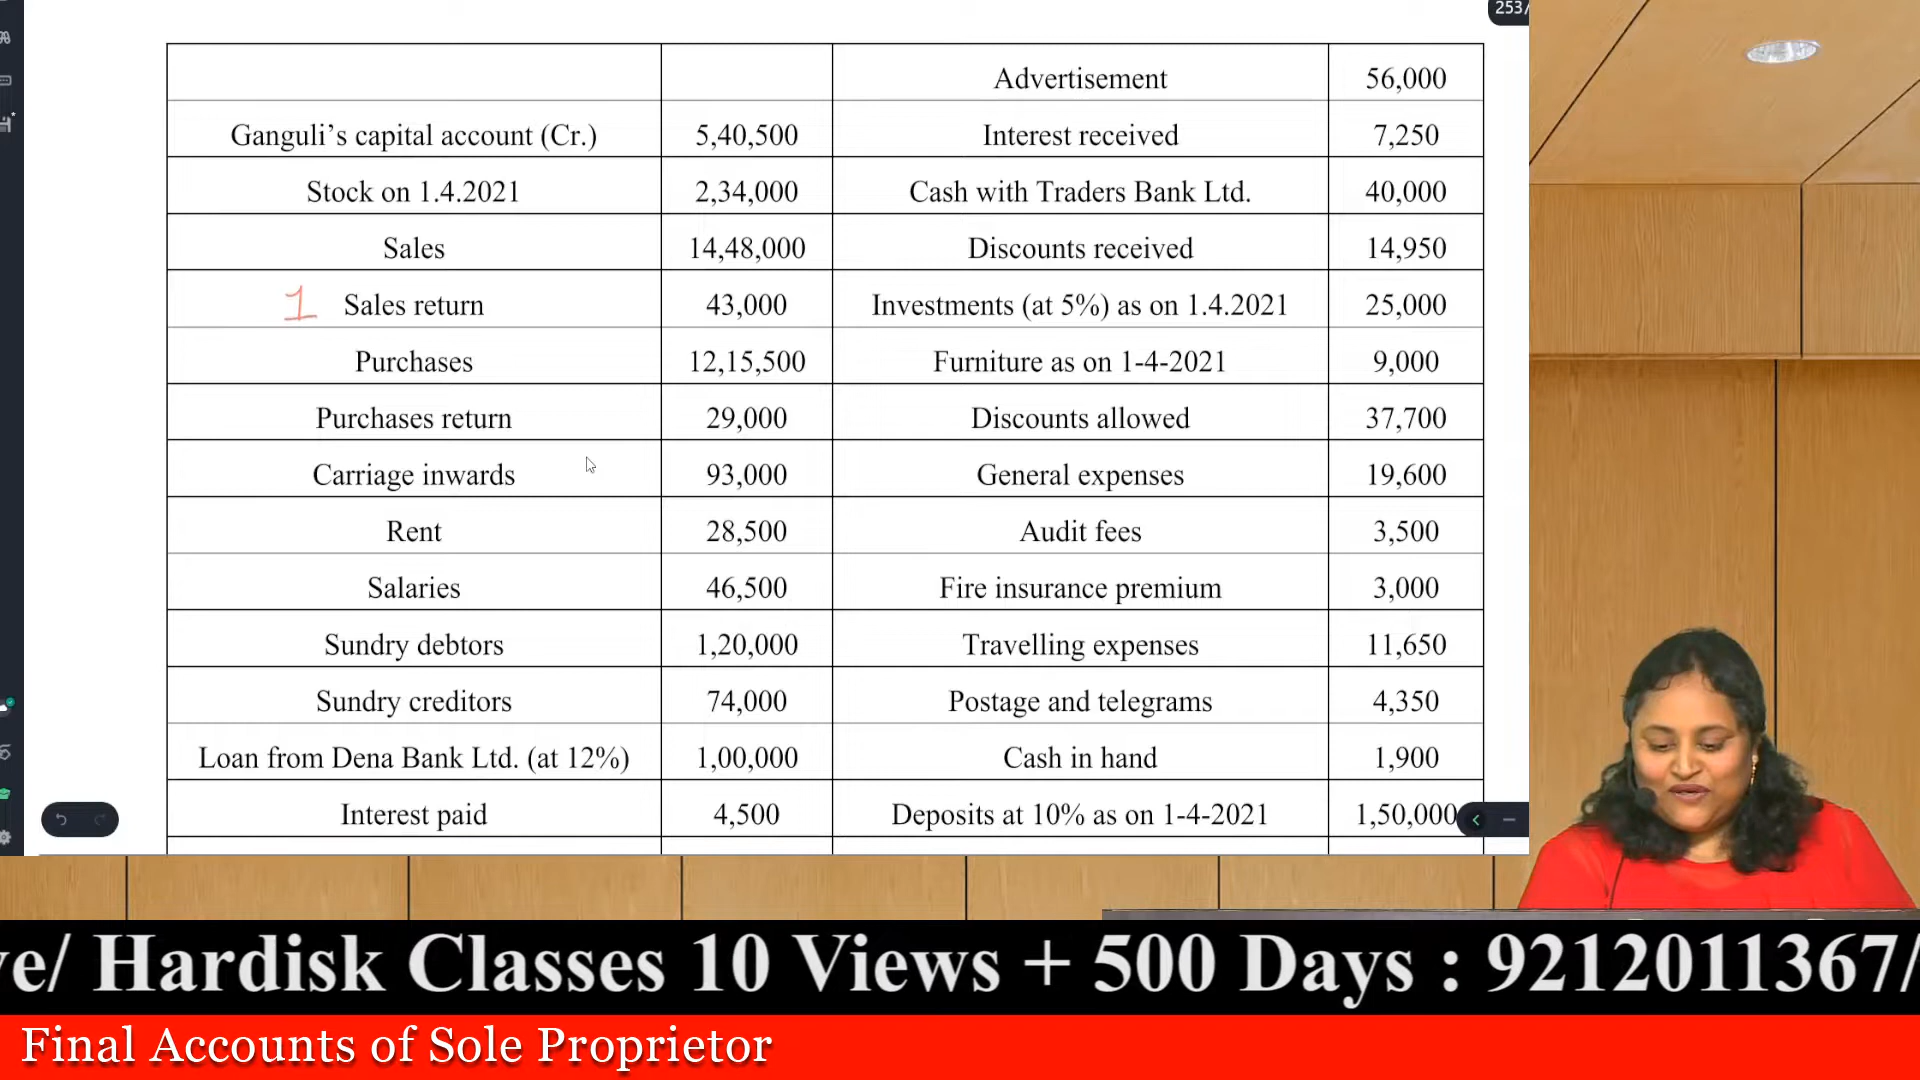 253/
Advertisement 56,000
Ganguli’s capital account (Cr.) 5,40,500 Interest received 7,250
Stock on 1.4.2021 2,34,000 Cash with Traders Bank Ltd. 40,000
Sales 14,48,000 Discounts received 14,950
1 Sales return 43,000 Investments (at 5%) as on 1.4.2021 25,000
Purchases 12,15,500 Furniture as on 1-4-2021 9,000
Purchases return 29,000 Discounts allowed 37,700
Carriage inwards 93,000 General expenses 19,600
Rent 28,500 Audit fees 3,500
Salaries 46,500 Fire insurance premium 3,000
Sundry debtors 1,20,000 Travelling expenses 11,650
Sundry creditors 74,000 Postage and telegrams 4,350
Loan from Dena Bank Ltd. (at 12%) 1,00,000 Cash in hand 1,900
Interest paid 4,500 Deposits at 10% as on 1-4-2021 1,50,000
ve/ Hardisk Classes 10 Views + 500 Days : 9212011367/
Final Accounts of Sole Proprietor